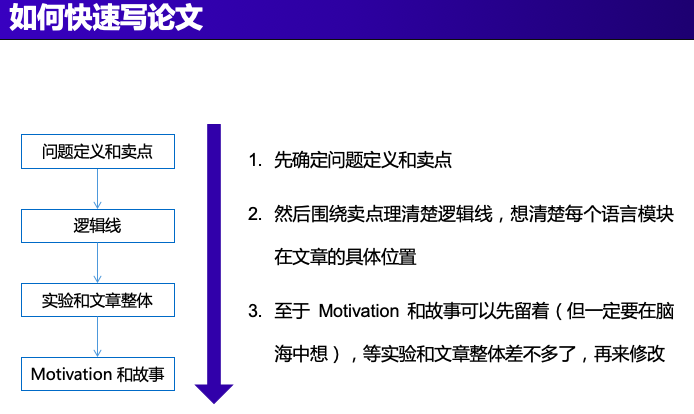 如何快速写论文
问题定义和卖点
逻辑线
实验和文章整体
Motivation 和故事
1. 先确定问题定义和卖点
2. 然后围绕卖点理清楚逻辑线，想清楚每个语言模块
在文章的具体位置
3. 至于 Motivation 和故事可以先留着（但一定要在脑
海中想），等实验和文章整体差不多了，再来修改